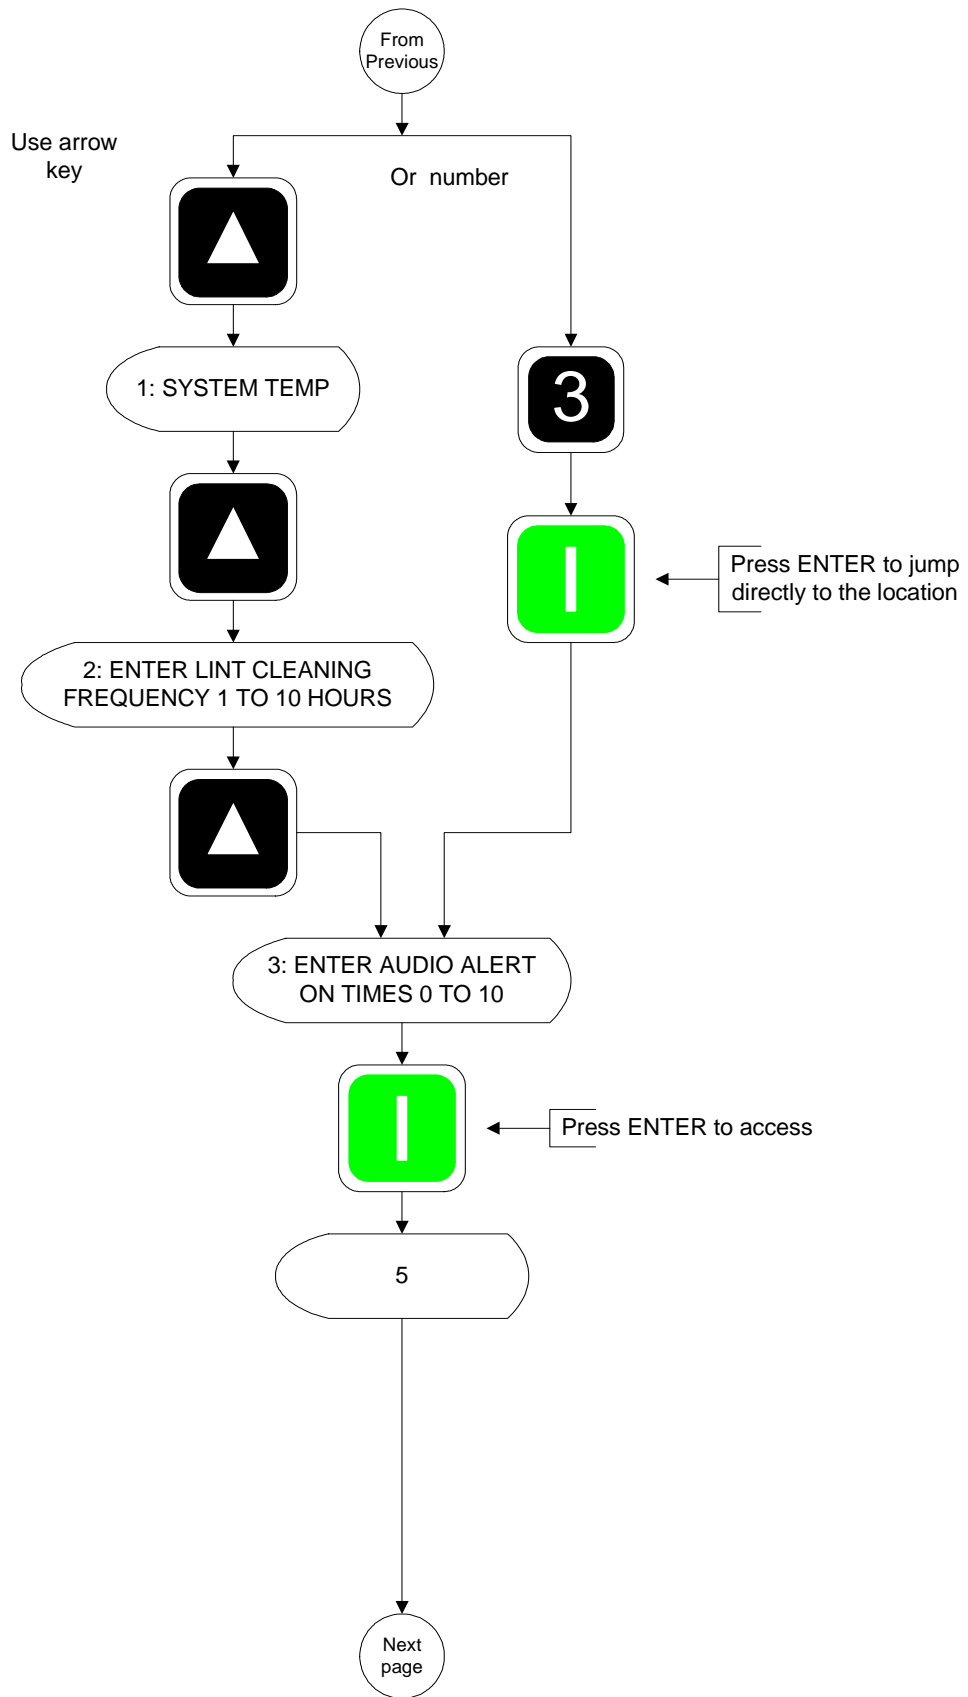 From
Previous
Use arrow
key
Or number
1: SYSTEM TEMP
3
Press ENTER to jump
directly to the location
2: ENTER LINT CLEANING
FREQUENCY 1 TO 10 HOURS
3: ENTER AUDIO ALERT
ON TIMES 0 TO 10
Press ENTER to access
5
Next
page